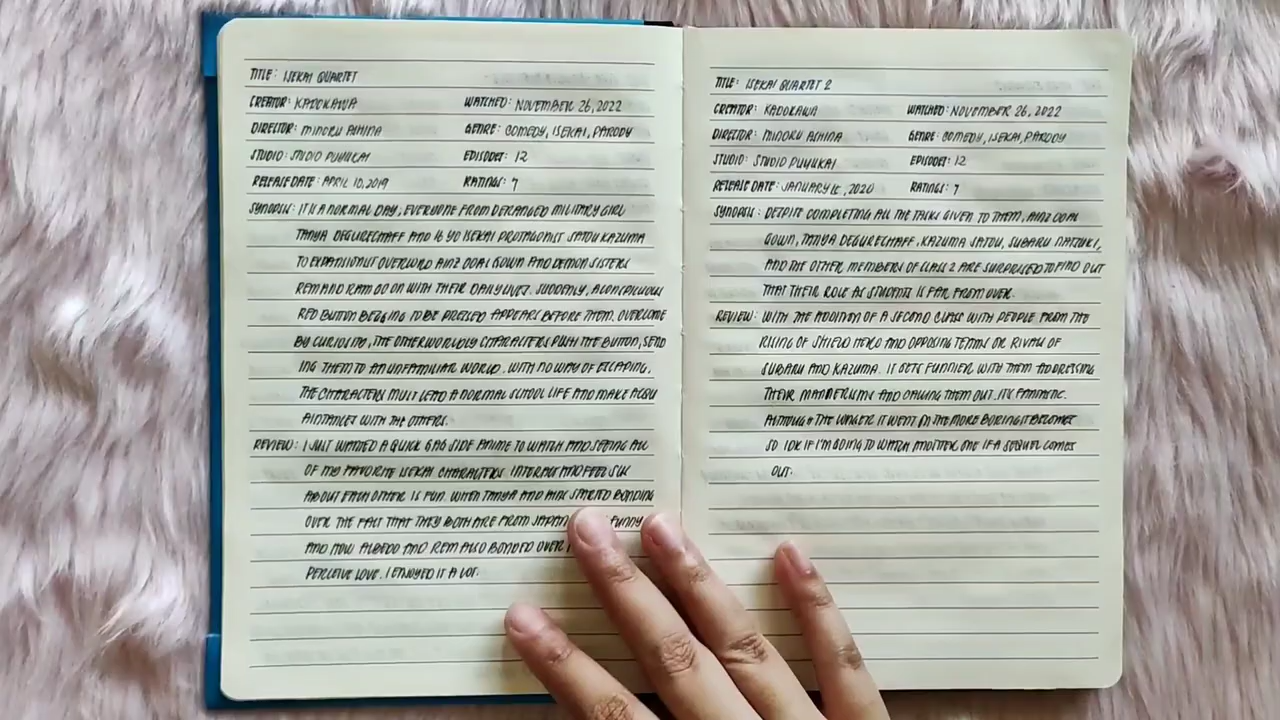 TITLE: ISEKAI QUARTET
CREATOR: KADOKAWA WATCHED: NOVEMBER 26, 2022
DIRECTOR: MINORU ASHINA GENRE: COMEDY, ISEKAI, PARODY
STUDIO: STUDIO PUYUKAI EPISODES: 12
RELEASE DATE: APRIL 10, 2019 RATINGS: 7
SYNOPSIS: IT IS A NORMAL DAY, EVERYONE FROM DERANGED MILITARY GIRL
TANYA DEGURECHAFF AND 16 YO ISEKAI PROTAGONIST SATOU KAZUMA
TO EXPANSIONIST OVERLORD AINZ OOAL GOWN AND DEMON SISTERS
REM AND RAM GO ON WITH THEIR DAILY LIVES. SUDDENLY, A CONSPICUOUS
RED BUTTON BEGGING TO BE PRESSED APPEARS BEFORE THEM. OVERCOME
BY CURIOSITY, THE OTHERWORLDLY CHARACTERS PUSH THE BUTTON, SEND
ING THEM TO AN UNFAMILIAR WORLD. WITH NO WAY OF ESCAPING,
THE CHARACTERS MUST LEAD A NORMAL SCHOOL LIFE AND MAKE ACQU
AINTANCES WITH THE OTHERS.
REVIEW: I JUST WANTED A QUICK GAG SIDE ANIME TO WATCH AND SEEING ALL
OF MY FAVORITE ISEKAI CHARACTERS INTERACT AND FEEL SUS
ABOUT EACH OTHER IS FUN. WHEN TANYA AND AINZ STARTED BONDING
OVER THE FACT THAT THEY BOTH ARE FROM JAPAN FUNNY
AND HOW ALBEDO AND REM ALSO BONDED OVER
PERCEIVE LOVE. I ENJOYED IT A LOT.
TITLE: ISEKAI QUARTET 2
CREATOR: KADOKAWA WATCHED: NOVEMBER 26, 2022
DIRECTOR: MINORU ASHINA GENRE: COMEDY, ISEKAI, PARODY
STUDIO: STUDIO PUYUKAI EPISODES: 12
RELEASE DATE: JANUARY 15, 2020 RATINGS: 7
SYNOPSIS: DESPITE COMPLETING ALL THE TASKS GIVEN TO THEM, AINZ OOAL
GOWN, TANYA DEGURECHAFF, KAZUMA SATOU, SUBARU NATSUKI,
AND THE OTHER MEMBERS OF CLASS 2 ARE SURPRISED TO FIND OUT
THAT THEIR ROLE AS STUDENTS IS FAR FROM OVER.
REVIEW: WITH THE ADDITION OF A SECOND CLASS WITH PEOPLE FROM THE
RISING OF SHIELD HERO AND OPPOSING TEAMS OR RIVALS OF
SUBARU AND KAZUMA. IT GETS FUNNIER WITH THEM ADDRESSING
THEIR MANNERISMS AND CALLING THEM OUT. ITS FANTASTIC.
ALTHOUGH THE LONGER IT WENT ON THE MORE BORING IT BECOMES
SO IDK IF I'M GOING TO WATCH ANOTHER ONE IF A SEQUEL COMES
OUT.